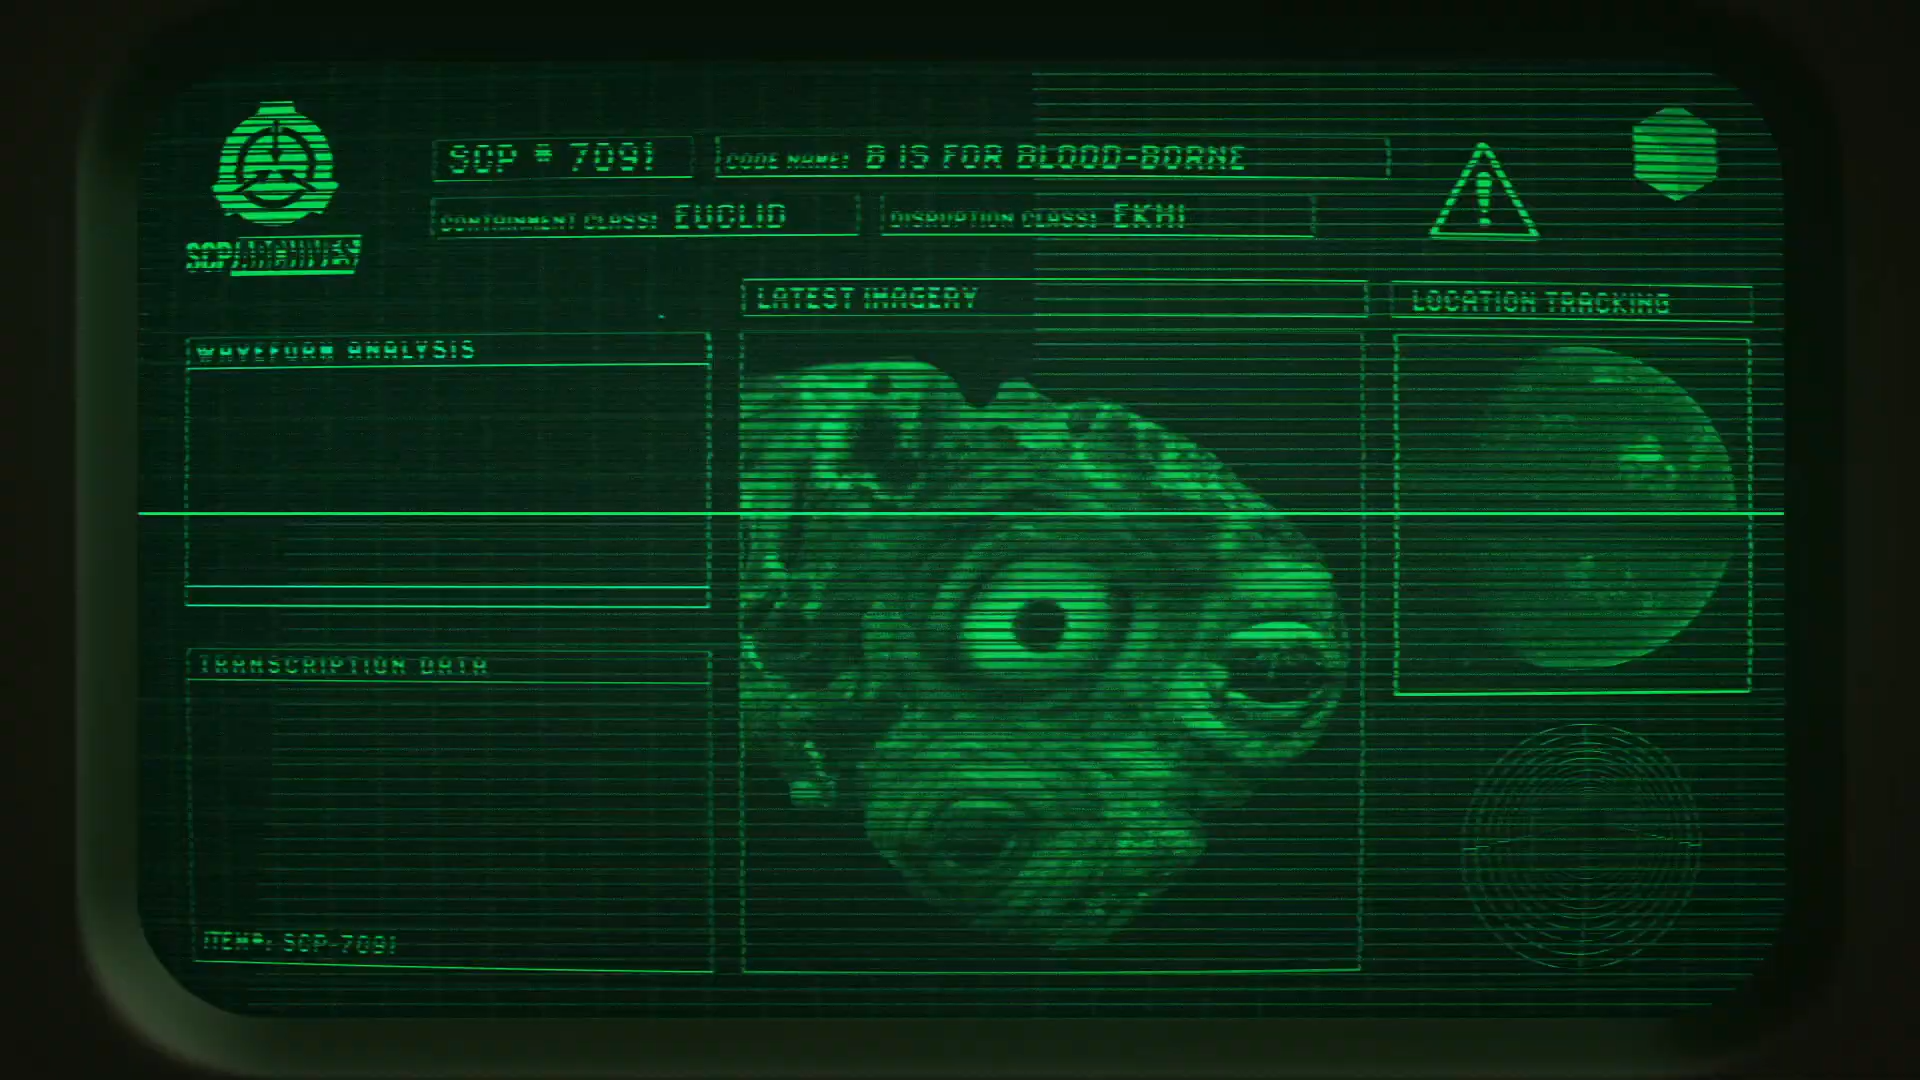 SCP # 7091
CODE NAME: B IS FOR BLOOD-BORNE
CONTAINMENT CLASS: EUCLID
DISRUPTION CLASS: EKHI
SCP/ARCHIVES
LATEST IMAGERY
LOCATION TRACKING
WAVEFORM ANALYSIS
TRANSCRIPTION DATA
ITEM#: SCP-7091